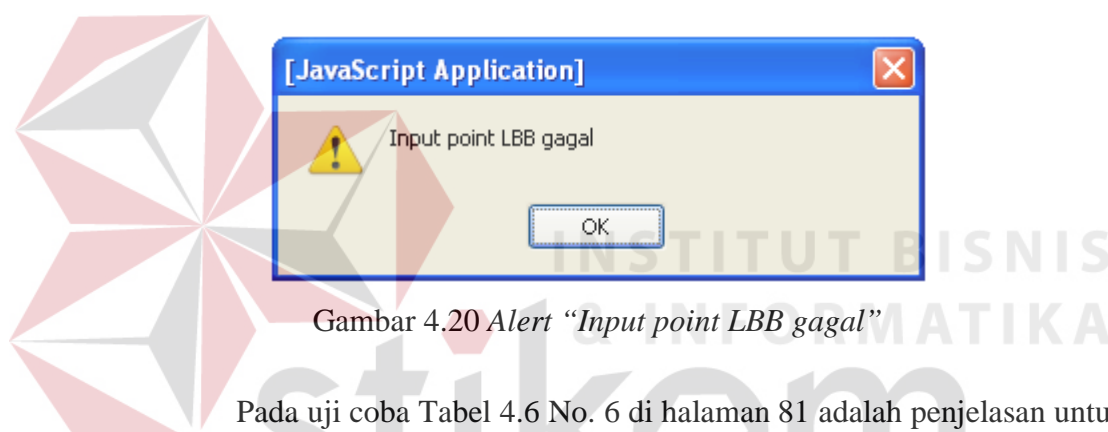 [JavaScript Application]
Input point LBB gagal
OK
INSTITUT BISNIS
& INFORMATIKA
Gambar 4.20 Alert “Input point LBB gagal”
stikom
Pada uji coba Tabel 4.6 No. 6 di halaman 81 adalah penjelasan untu